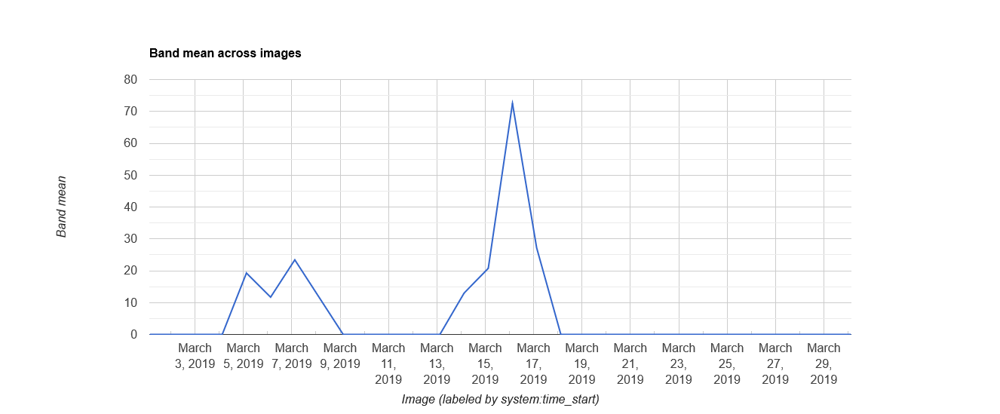 Band mean across images
80
70
60
50
40
30
20
10
0
Band mean
March 3, 2019
March 5, 2019
March 7, 2019
March 9, 2019
March 11, 2019
March 13, 2019
March 15, 2019
March 17, 2019
March 19, 2019
March 21, 2019
March 23, 2019
March 25, 2019
March 27, 2019
March 29, 2019
Image (labeled by system:time_start)